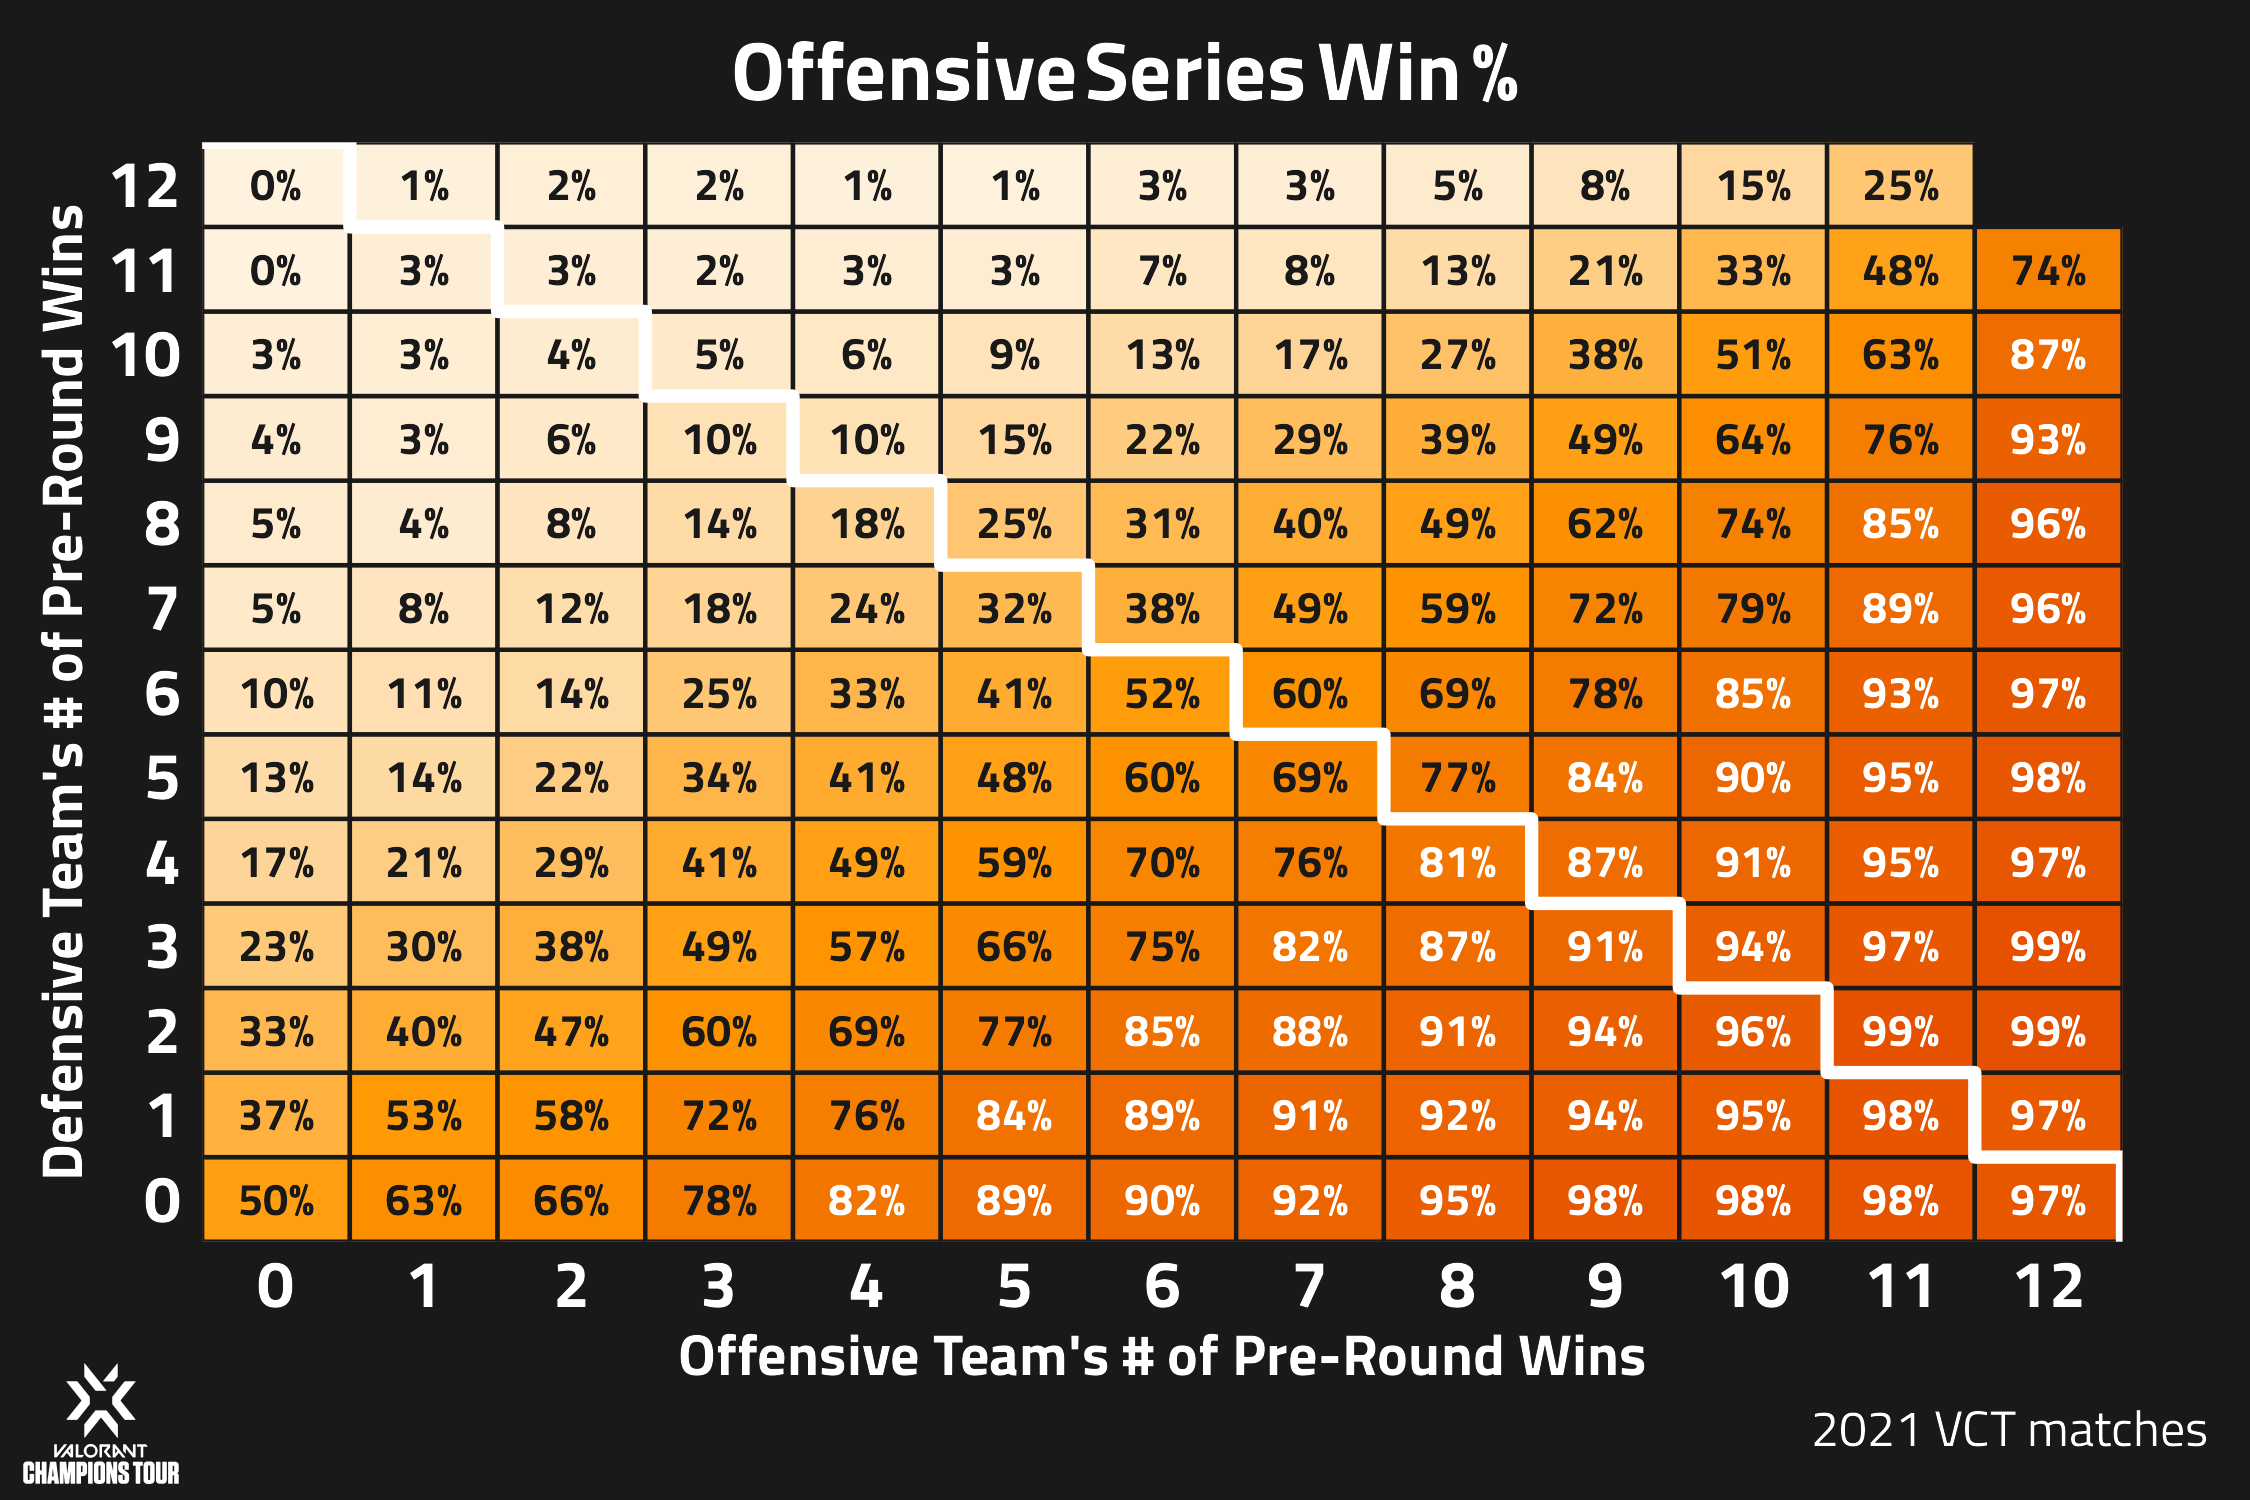 Offensive Series Win %
Defensive Team's # of Pre-Round Wins
12 0% 1% 2% 2% 1% 1% 3% 3% 5% 8% 15% 25%
11 0% 3% 3% 2% 3% 3% 7% 8% 13% 21% 33% 48% 74%
10 3% 3% 4% 5% 6% 9% 13% 17% 27% 38% 51% 63% 87%
9 4% 3% 6% 10% 10% 15% 22% 29% 39% 49% 64% 76% 93%
8 5% 4% 8% 14% 18% 25% 31% 40% 49% 62% 74% 85% 96%
7 5% 8% 12% 18% 24% 32% 38% 49% 59% 72% 79% 89% 96%
6 10% 11% 14% 25% 33% 41% 52% 60% 69% 78% 85% 93% 97%
5 13% 14% 22% 34% 41% 48% 60% 69% 77% 84% 90% 95% 98%
4 17% 21% 29% 41% 49% 59% 70% 76% 81% 87% 91% 95% 97%
3 23% 30% 38% 49% 57% 66% 75% 82% 87% 91% 94% 97% 99%
2 33% 40% 47% 60% 69% 77% 85% 88% 91% 94% 96% 99% 99%
1 37% 53% 58% 72% 76% 84% 89% 91% 92% 94% 95% 98% 97%
0 50% 63% 66% 78% 82% 89% 90% 92% 95% 98% 98% 98% 97%
0 1 2 3 4 5 6 7 8 9 10 11 12
Offensive Team's # of Pre-Round Wins
VALORANT
CHAMPIONS TOUR
2021 VCT matches